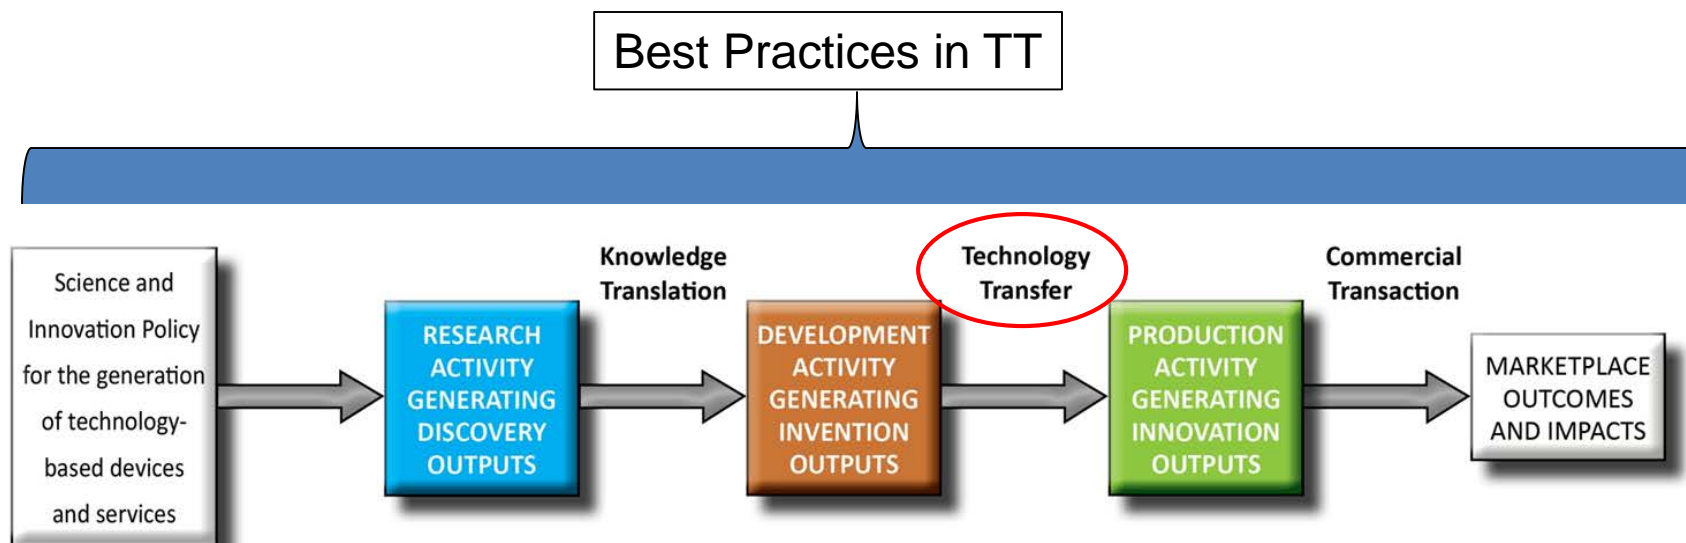 Best Practices in TT
Science and
Innovation Policy
for the generation
of technology-
based devices
and services
RESEARCH
ACTIVITY
GENERATING
DISCOVERY
OUTPUTS
Knowledge
Translation
DEVELOPMENT
ACTIVITY
GENERATING
INVENTION
OUTPUTS
Technology
Transfer
PRODUCTION
ACTIVITY
GENERATING
INNOVATION
OUTPUTS
Commercial
Transaction
MARKETPLACE
OUTCOMES
AND IMPACTS